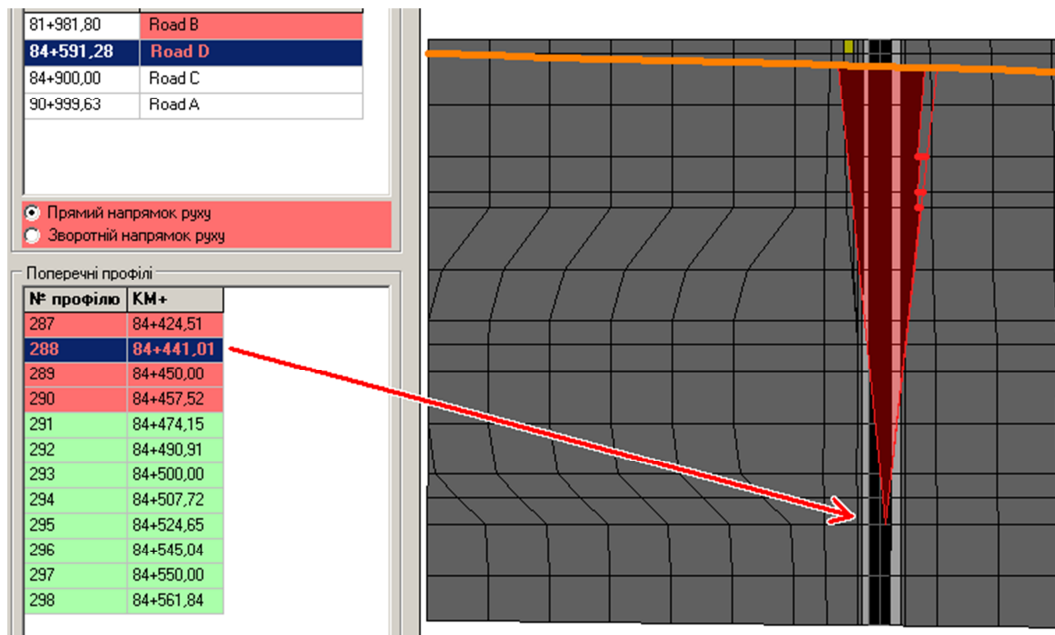 81+981,80 Road B
84+591,28 Road D
84+900,00 Road C
90+999,63 Road A
Прямий напрямок руху
Зворотній напрямок руху
Поперечні профілі
№ профілю КМ+
287 84+424,51
288 84+441,01
289 84+450,00
290 84+457,52
291 84+474,15
292 84+490,91
293 84+500,00
294 84+507,72
295 84+524,65
296 84+545,04
297 84+550,00
298 84+561,84